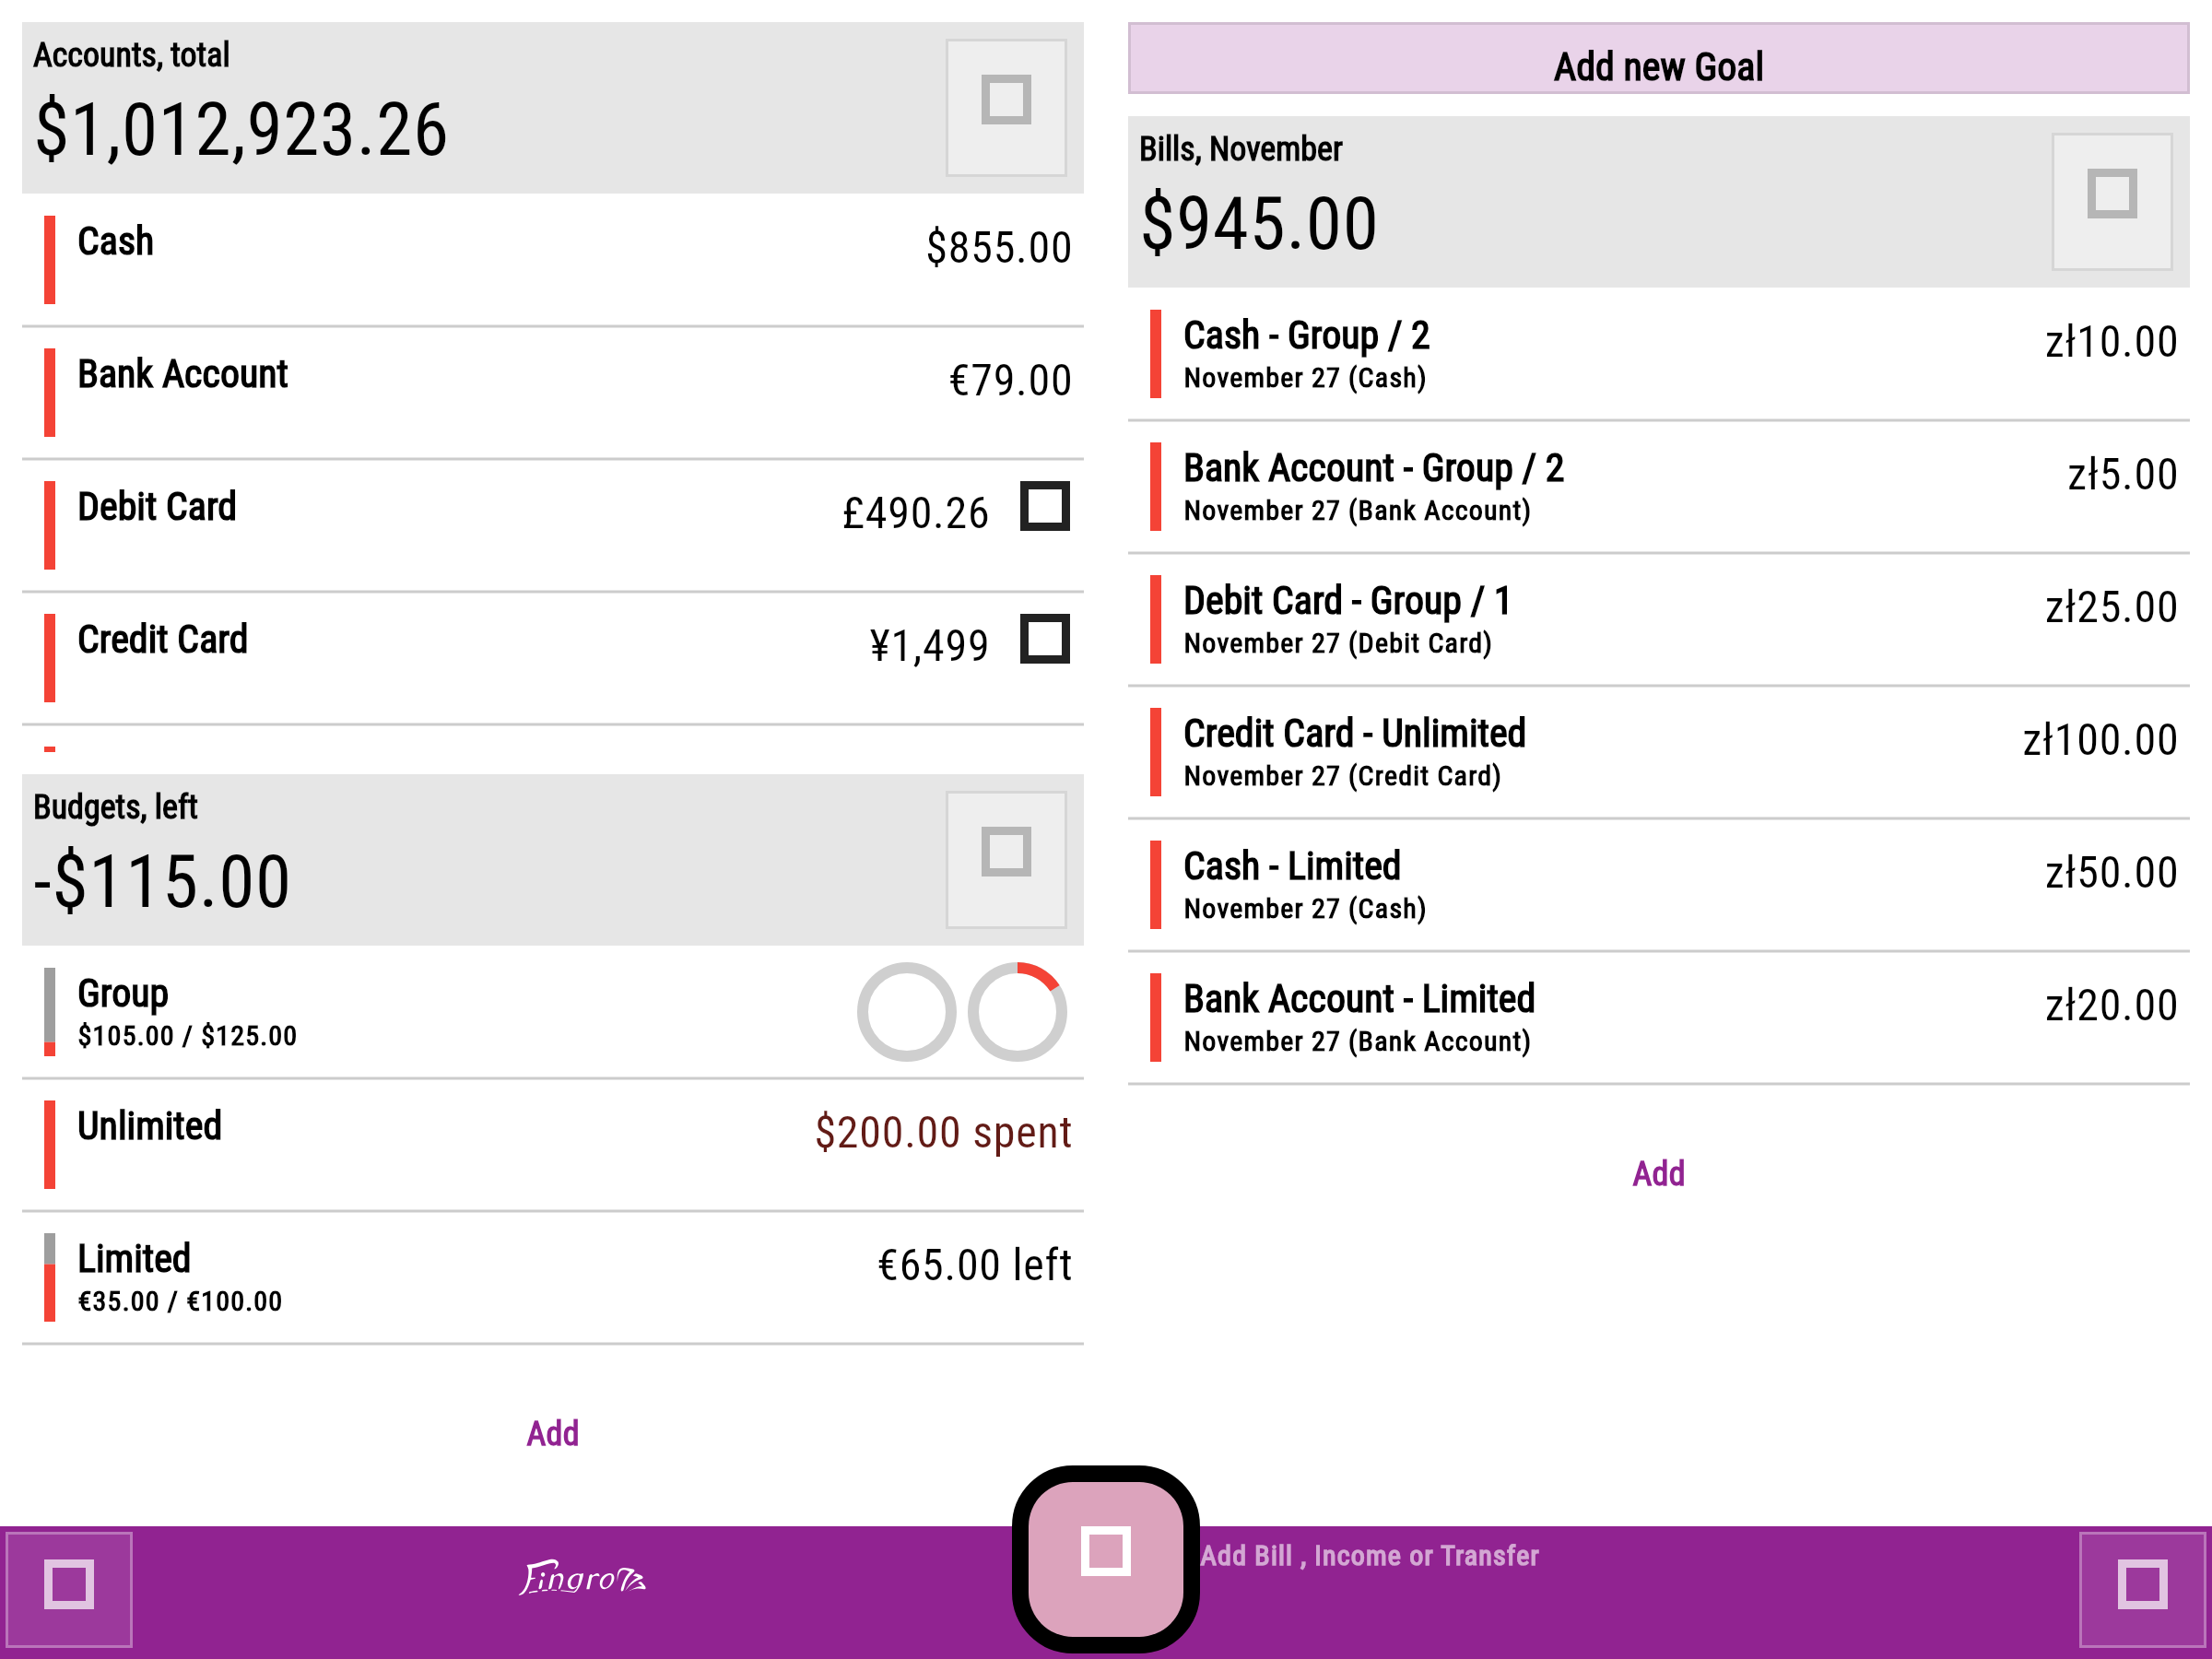 Accounts, total
$1,012,923.26
Cash
$855.00
Bank Account
€79.00
Debit Card
£490.26
Credit Card
¥1,499
Budgets, left
-$115.00
Group
$105.00 / $125.00
Unlimited
$200.00 spent
Limited
€35.00 / €100.00
€65.00 left
Add
Add new Goal
Bills, November
$945.00
Cash - Group / 2
November 27 (Cash)
zł10.00
Bank Account - Group / 2
November 27 (Bank Account)
zł5.00
Debit Card - Group / 1
November 27 (Debit Card)
zł25.00
Credit Card - Unlimited
November 27 (Credit Card)
zł100.00
Cash - Limited
November 27 (Cash)
zł50.00
Bank Account - Limited
November 27 (Bank Account)
zł20.00
Add
Fingro
Add Bill , Income or Transfer